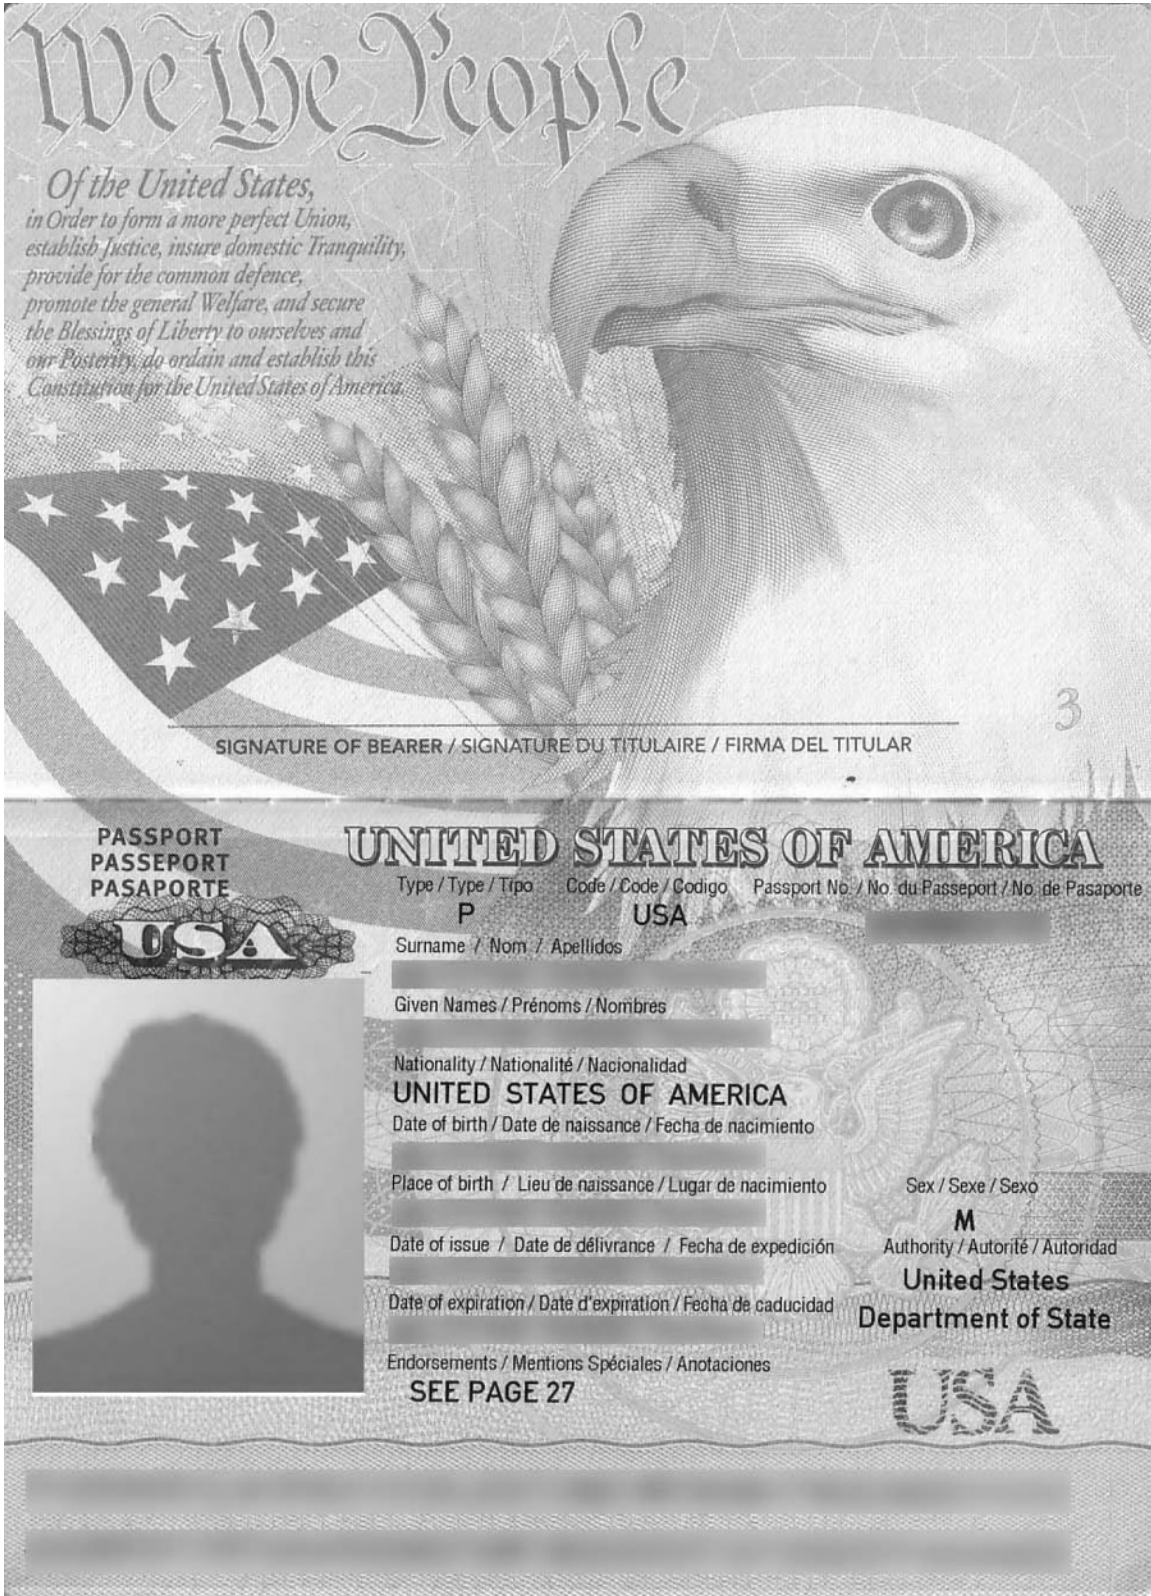 We the People
Of the United States,
in Order to form a more perfect Union,
establish Justice, insure domestic Tranquility,
provide for the common defence,
promote the general Welfare, and secure
the Blessings of Liberty to ourselves and
our Posterity, do ordain and establish this
Constitution for the United States of America.
3
SIGNATURE OF BEARER / SIGNATURE DU TITULAIRE / FIRMA DEL TITULAR
PASSPORT
PASSEPORT
PASAPORTE
USA
UNITED STATES OF AMERICA
Type / Type / Tipo Code / Code / Codigo Passport No. / No. du Passeport / No. de Pasaporte
P USA
Surname / Nom / Apellidos
Given Names / Prénoms / Nombres
Nationality / Nationalité / Nacionalidad
UNITED STATES OF AMERICA
Date of birth / Date de naissance / Fecha de nacimiento
Place of birth / Lieu de naissance / Lugar de nacimiento Sex / Sexe / Sexo
M
Date of issue / Date de délivrance / Fecha de expedición Authority / Autorité / Autoridad
United States
Date of expiration / Date d'expiration / Fecha de caducidad Department of State
Endorsements / Mentions Spéciales / Anotaciones
SEE PAGE 27
USA